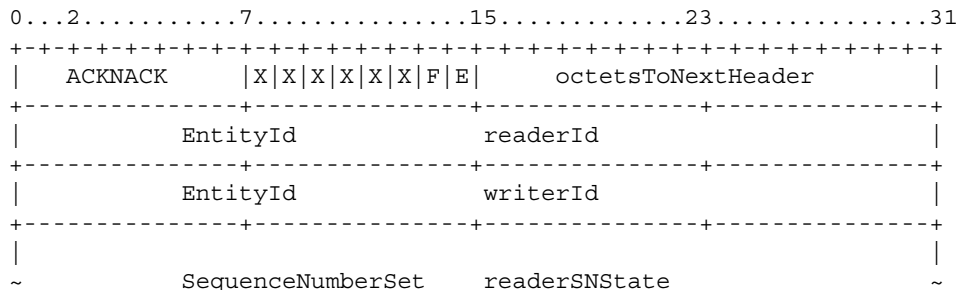 0...2...........7...............15.............23...............31
+-+-+-+-+-+-+-+-+-+-+-+-+-+-+-+-+-+-+-+-+-+-+-+-+-+-+-+-+-+-+-+-+
|   ACKNACK     |X|X|X|X|X|X|F|E|     octetsToNextHeader        |
+---------------+---------------+---------------+---------------+
|           EntityId            readerId                        |
+---------------+---------------+---------------+---------------+
|           EntityId            writerId                        |
+---------------+---------------+---------------+---------------+
|                                                               |
~           SequenceNumberSet   readerSNState                   ~